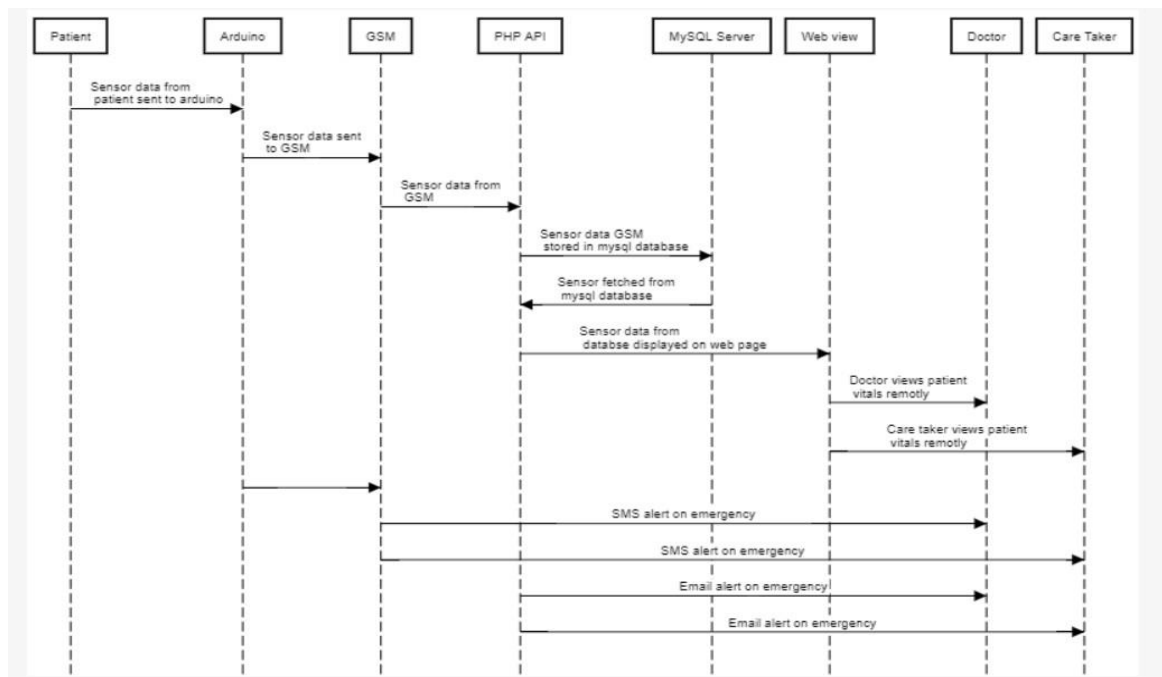 Patient
Arduino
GSM
PHP API
MySQL Server
Web view
Doctor
Care Taker
Sensor data from
patient sent to arduino
Sensor data sent
to GSM
Sensor data from
GSM
Sensor data GSM
stored in mysql database
Sensor fetched from
mysql database
Sensor data from
databse displayed on web page
Doctor views patient
vitals remotly
Care taker views patient
vitals remotly
SMS alert on emergency
SMS alert on emergency
Email alert on emergency
Email alert on emergency